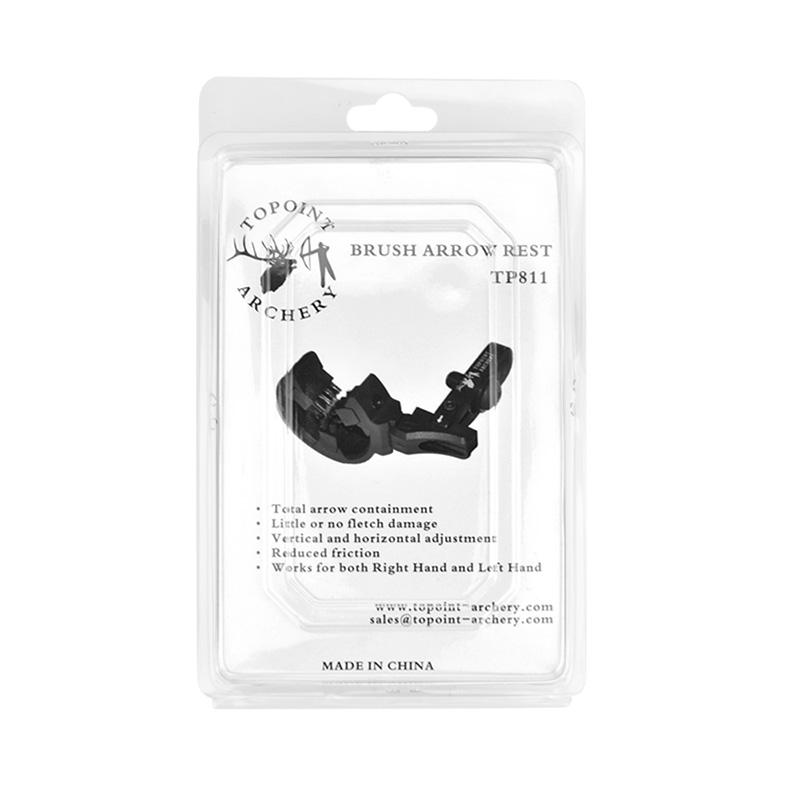 TOPOINT
ARCHERY
BRUSH ARROW REST
TP811
TOPOINT
ARCHERY
• Total arrow containment
• Little or no fletch damage
• Vertical and horizontal adjustment
• Reduced friction
• Works for both Right Hand and Left Hand
www.topoint-archery.com
sales@topoint-archery.com
MADE IN CHINA